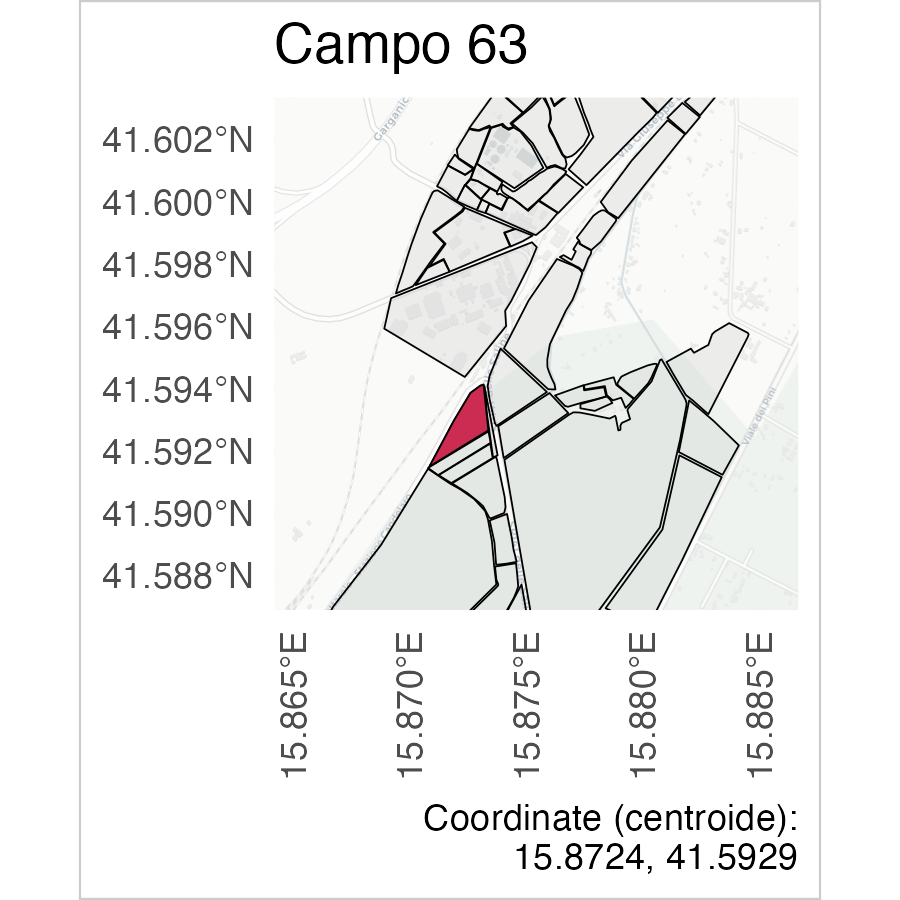 Campo 63
Garganic
Via Giuseppe
41.602°N
41.600°N
41.598°N
41.596°N
41.594°N
41.592°N
41.590°N
41.588°N
Viale dei Pini
15.865°E
15.870°E
15.875°E
15.880°E
15.885°E
Coordinate (centroide):
15.8724, 41.5929